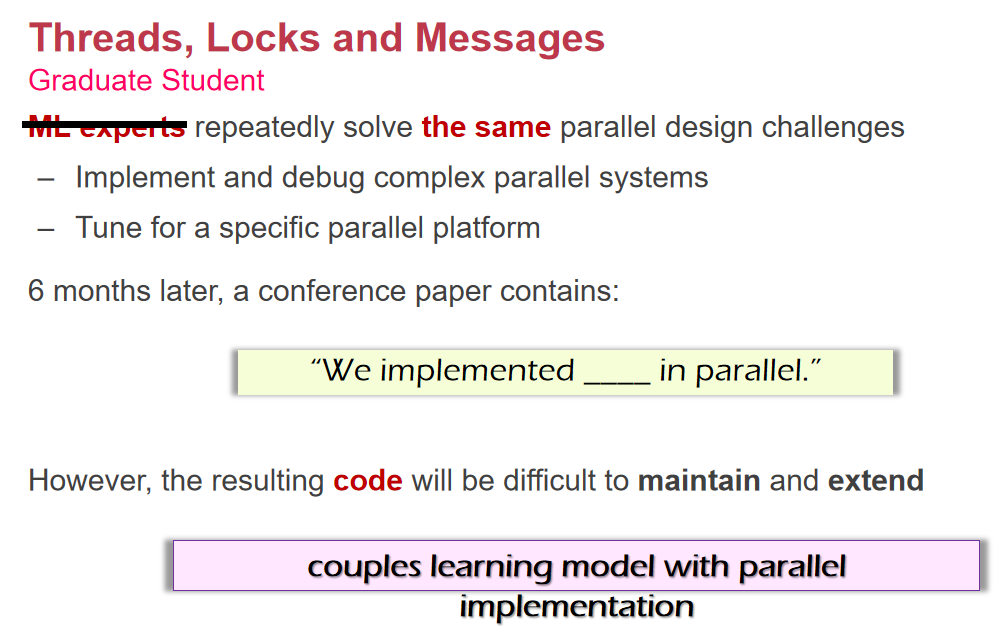 Threads, Locks and Messages
Graduate Student
ML experts repeatedly solve the same parallel design challenges
– Implement and debug complex parallel systems
– Tune for a specific parallel platform
6 months later, a conference paper contains:
“We implemented ____ in parallel.”
However, the resulting code will be difficult to maintain and extend
couples learning model with parallel
implementation